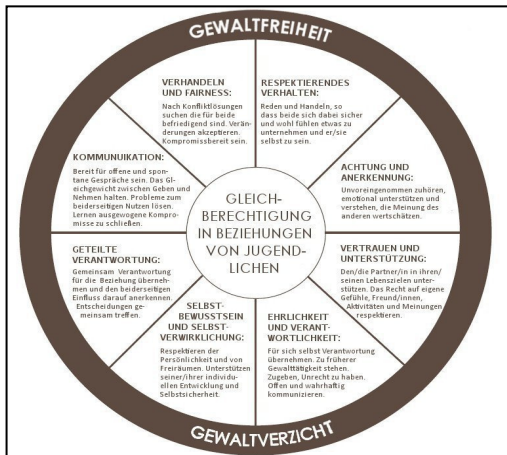 GEWALTFREIHEIT
VERHANDELN
UND FAIRNESS:
Nach Konfliktlösungen
suchen die für beide
befriedigend sind. Verän-
derungen akzeptieren.
Kompromissbereit sein.
RESPEKTIERENDES
VERHALTEN:
Reden und Handeln, so
dass beide sich dabei sicher
und wohl fühlen etwas zu
unternehmen und er/sie
selbst zu sein.
KOMMUNUIKATION:
Bereit für offene und spon-
tane Gespräche sein. Das Gl-
eichgewicht zwischen Geben und
Nehmen halten. Probleme zum
beiderseitigen Nutzen lösen.
Lernen ausgewogene Kompro-
misse zu schließen.
ACHTUNG UND
ANERKENNUNG:
Unvoreingenommen zuhören,
emotional unterstützen und
verstehen, die Meinung des
anderen wertschätzen.
GLEICH-
BERECHTIGUNG
IN BEZIEHUNGEN
VON JUGEND-
LICHEN
GETEILTE
VERANTWORTUNG:
Gemeinsam Verantwortung
für die Beziehung überneh-
men und den beiderseitigen
Einfluss darauf anerkennen.
Entscheidungen ge-
meinsam treffen.
VERTRAUEN UND
UNTERSTÜTZUNG:
Den/die Partner/in in ihren/
seinen Lebenszielen unter-
stützen. Das Recht auf eigene
Gefühle, Freund/innen,
Aktivitäten und Meinungen
respektieren.
SELBST-
BEWUSSTSEIN
UND SELBST-
VERWIRKLICHUNG:
Respektieren der
Persönlichkeit und von
Freiräumen. Unterstützen
seiner/ihrer individu-
ellen Entwicklung und
Selbstsicherheit.
EHRLICHKEIT
UND VERANT-
WORTLICHKEIT:
Für sich selbst Verantwortung
übernehmen. Zu früherer
Gewalttätigkeit stehen.
Zugeben, Unrecht zu haben.
Offen und wahrhaftig
kommunizieren.
GEWALTVERZICHT